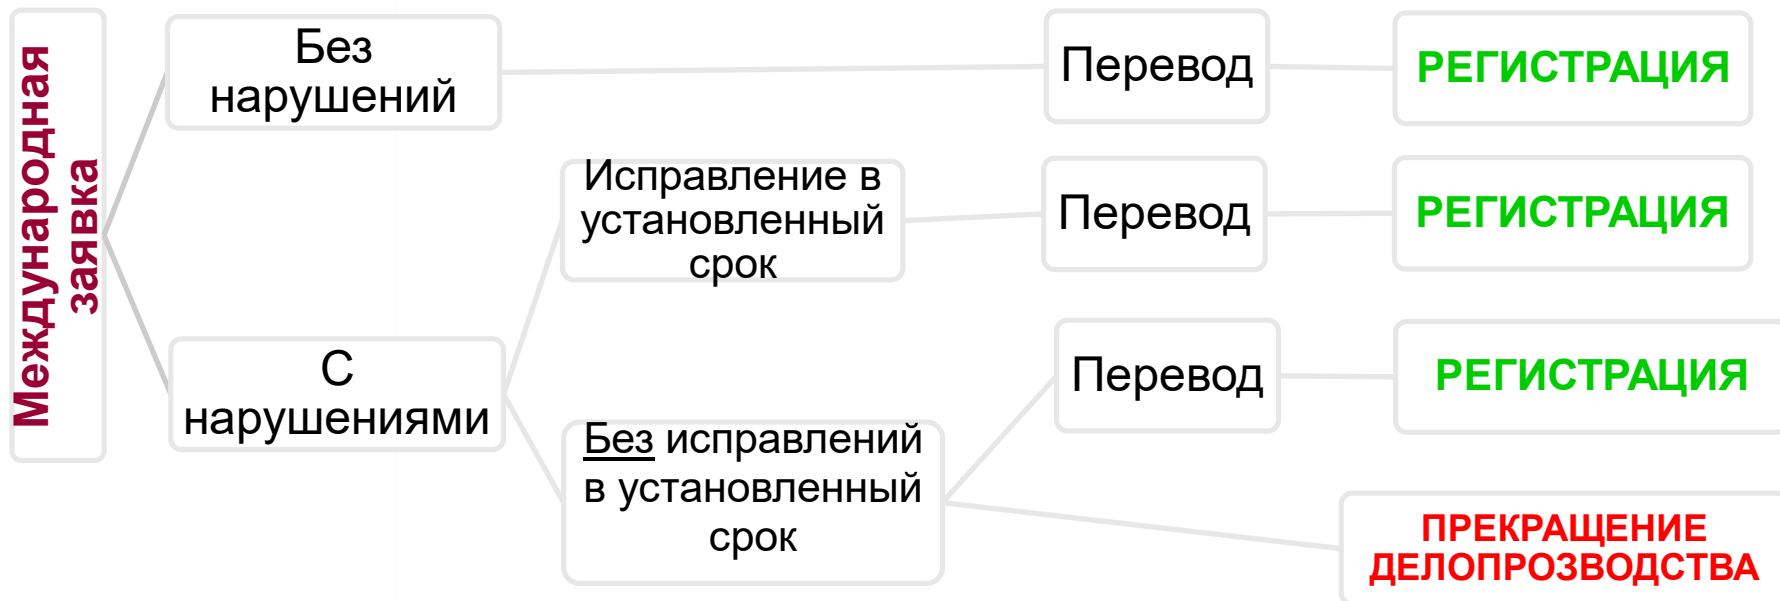 Международная
заявка
Без
нарушений
Перевод
РЕГИСТРАЦИЯ
Исправление в
установленный
срок
Перевод
РЕГИСТРАЦИЯ
С
нарушениями
Без исправлений
в установленный
срок
Перевод
РЕГИСТРАЦИЯ
ПРЕКРАЩЕНИЕ
ДЕЛОПРОЗВОДСТВА